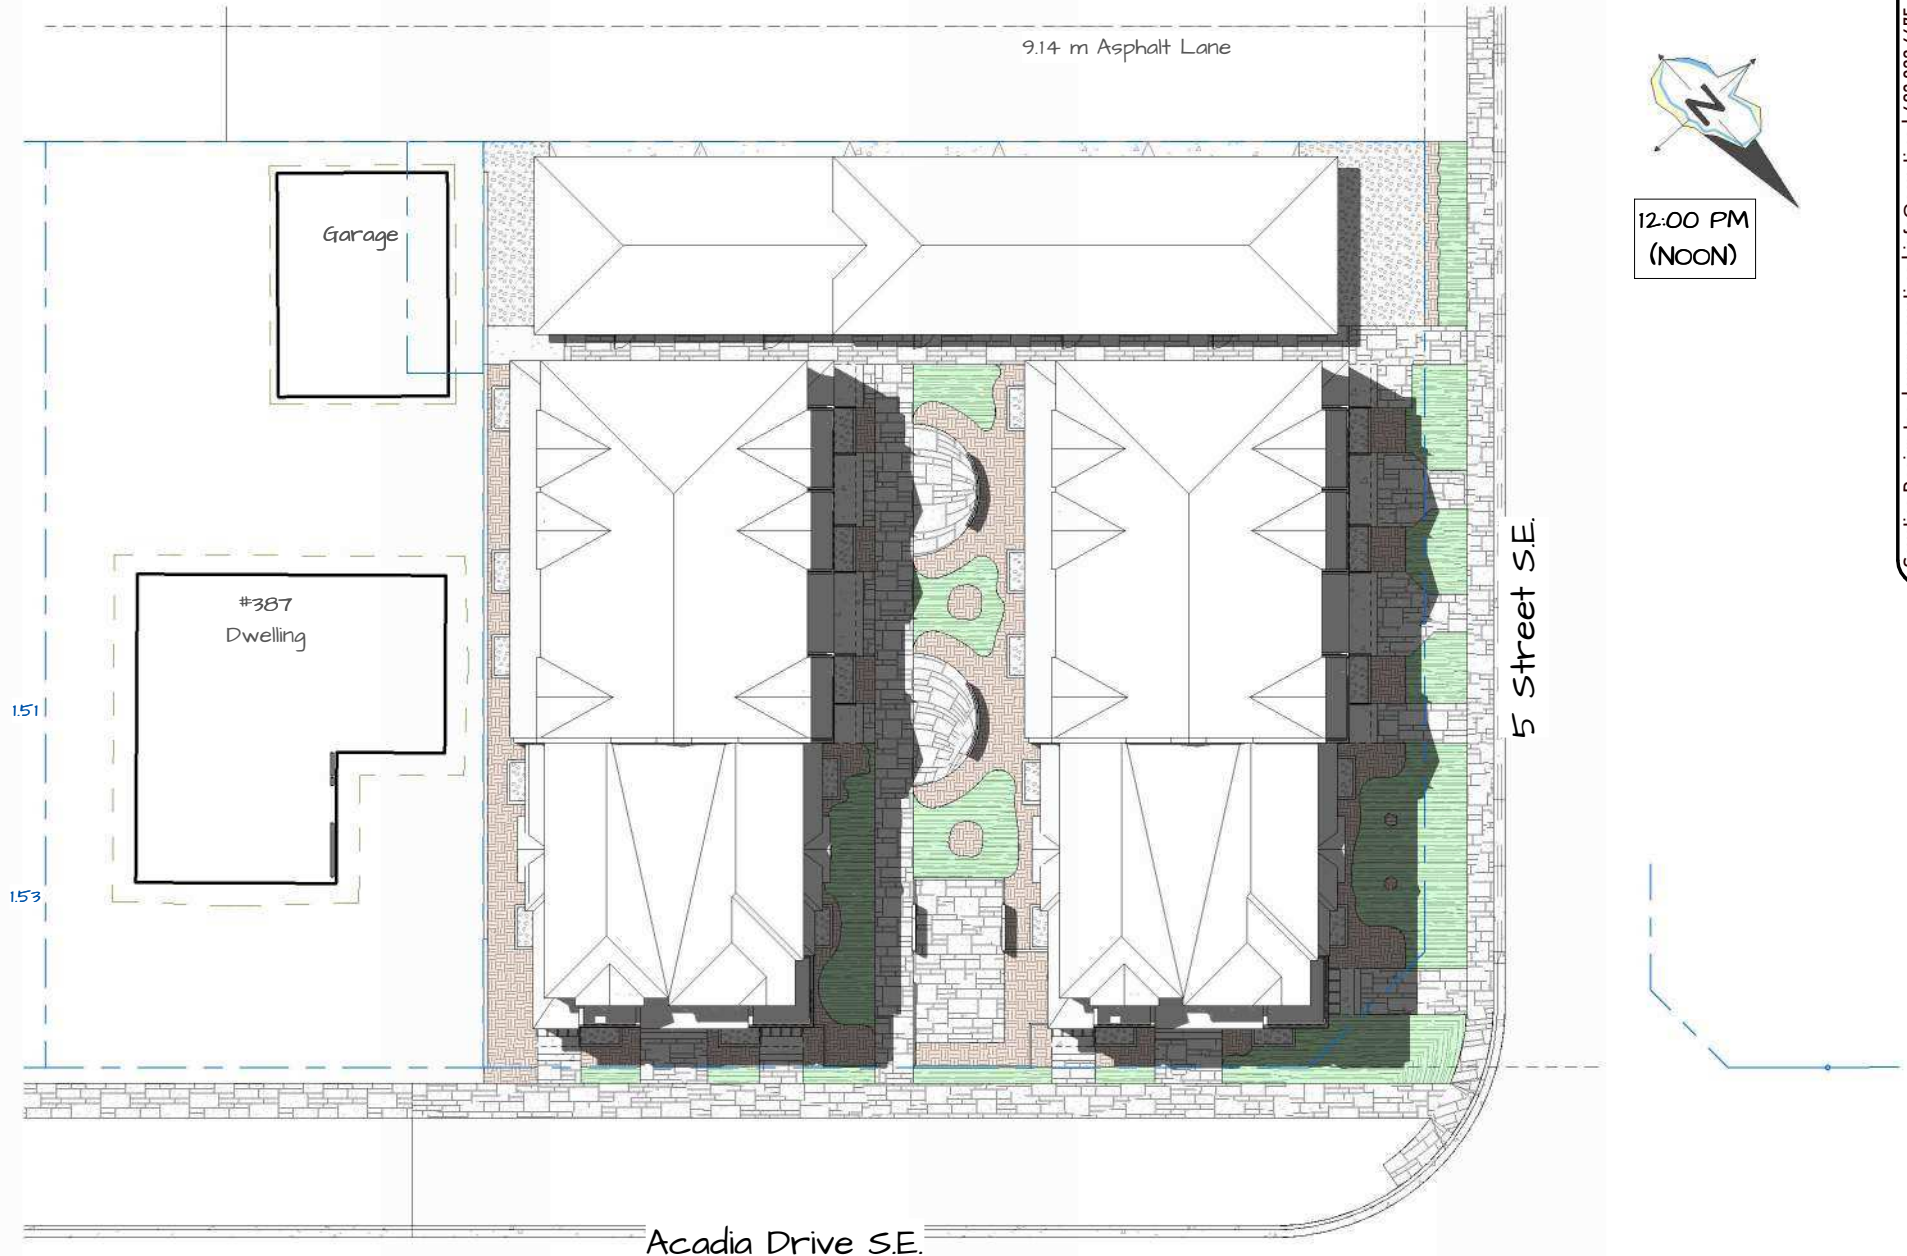 9.14 m Asphalt Lane
N
12:00 PM
(NOON)
Garage
#387
Dwelling
1.51
1.53
5 Street S.E.
Acadia Drive S.E.